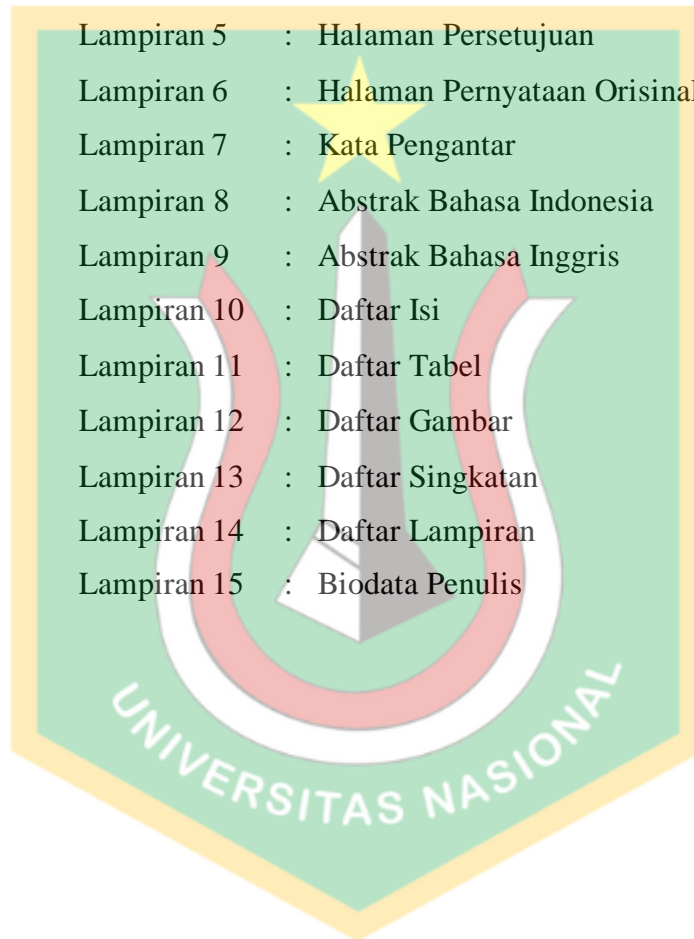 Lampiran 5 : Halaman Persetujuan
Lampiran 6 : Halaman Pernyataan Orisinal
Lampiran 7 : Kata Pengantar
Lampiran 8 : Abstrak Bahasa Indonesia
Lampiran 9 : Abstrak Bahasa Inggris
Lampiran 10 : Daftar Isi
Lampiran 11 : Daftar Tabel
Lampiran 12 : Daftar Gambar
Lampiran 13 : Daftar Singkatan
Lampiran 14 : Daftar Lampiran
Lampiran 15 : Biodata Penulis
UNIVERSITAS NASIONAL